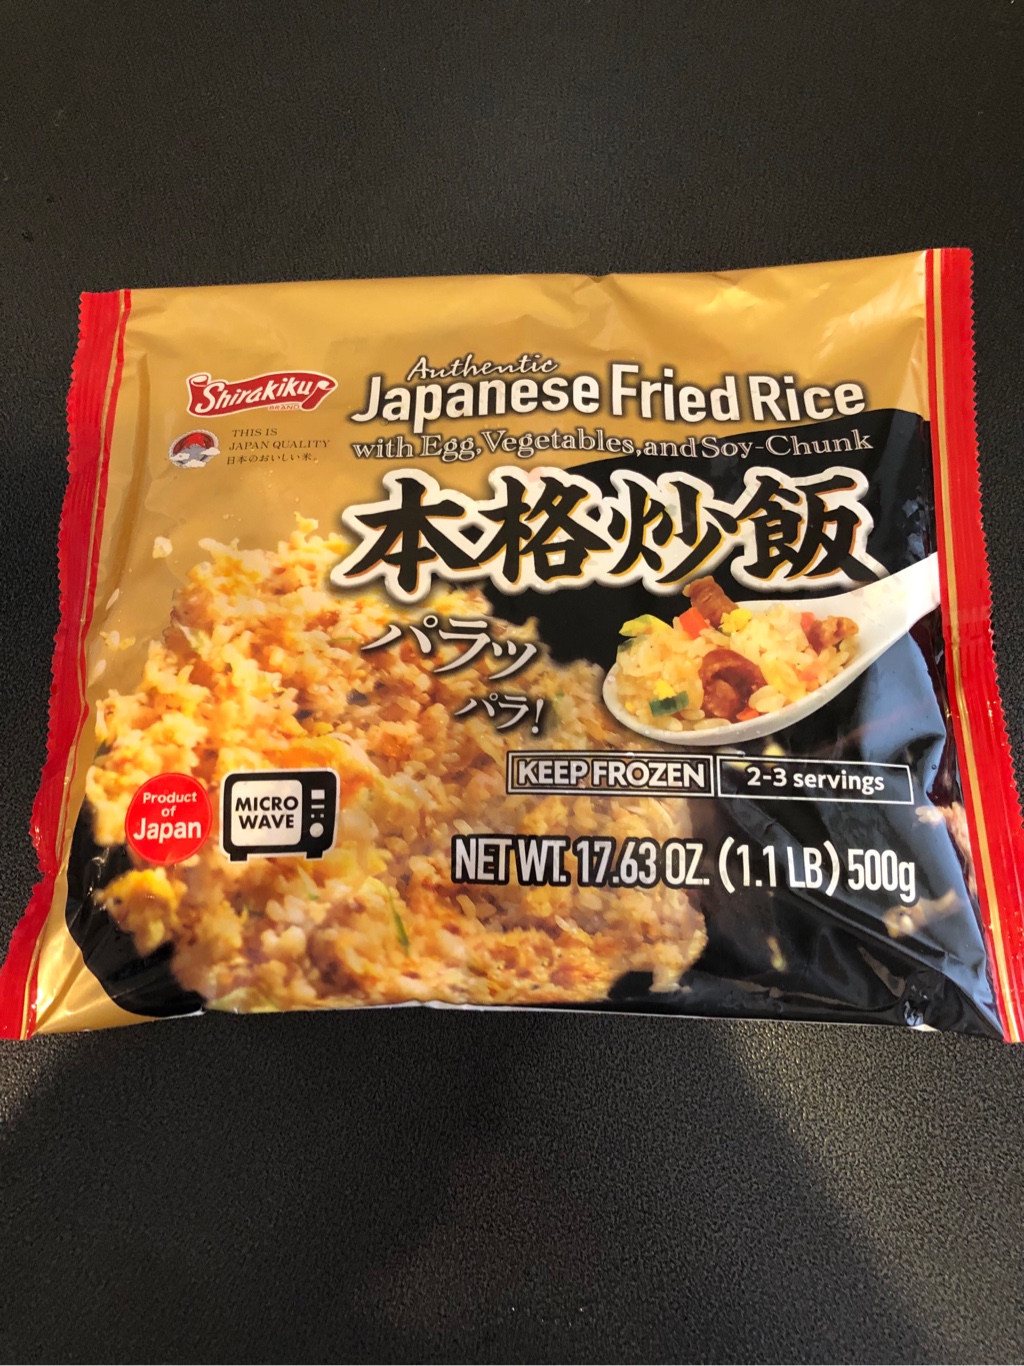 Shirakiku
BRAND
THIS IS
JAPAN QUALITY
日本のおいしい米。
Authentic
Japanese Fried Rice
with Egg, Vegetables, and Soy-Chunk
本格炒飯
パラッ
パラ!
KEEP FROZEN
2-3 servings
Product
of
Japan
MICRO
WAVE
NET WT. 17.63 OZ. (1.1 LB) 500g